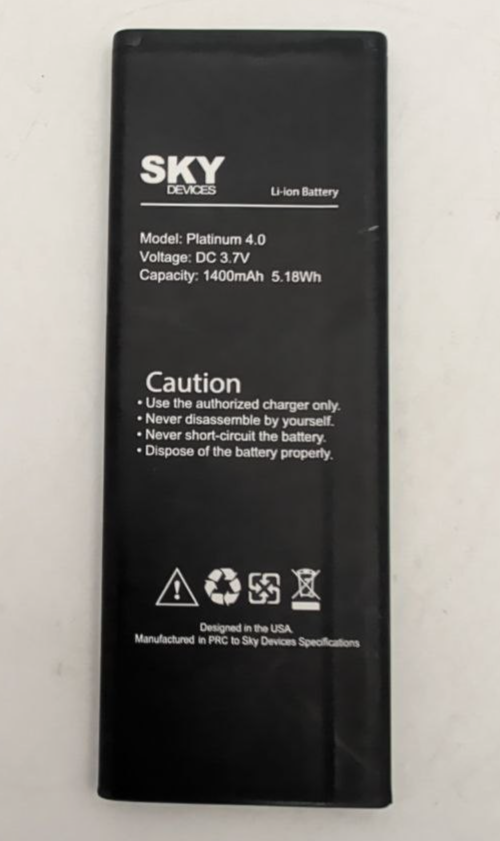 SKY
DEVICES
Li-ion Battery
Model: Platinum 4.0
Voltage: DC 3.7V
Capacity: 1400mAh 5.18Wh
Caution
• Use the authorized charger only.
• Never disassemble by yourself.
• Never short-circuit the battery.
• Dispose of the battery properly.
Designed in the USA
Manufactured in PRC to Sky Devices Specifications